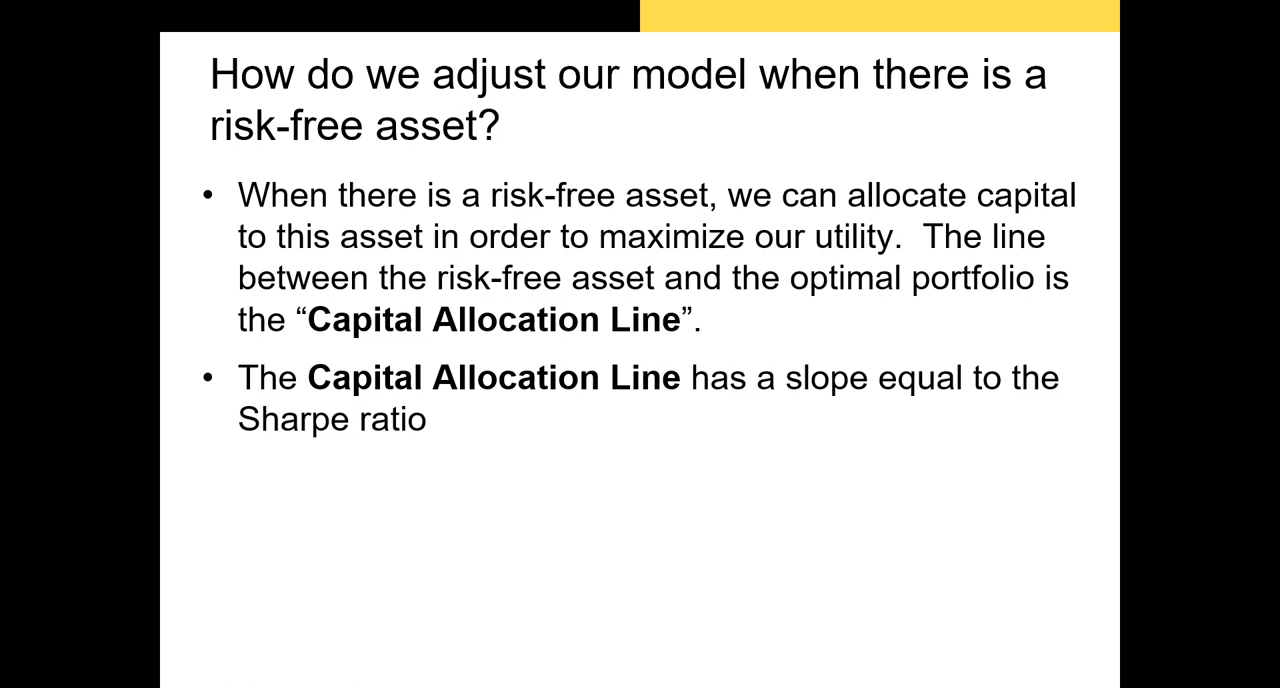 How do we adjust our model when there is a
risk-free asset?
• When there is a risk-free asset, we can allocate capital
to this asset in order to maximize our utility.  The line
between the risk-free asset and the optimal portfolio is
the “Capital Allocation Line”.
• The Capital Allocation Line has a slope equal to the
Sharpe ratio